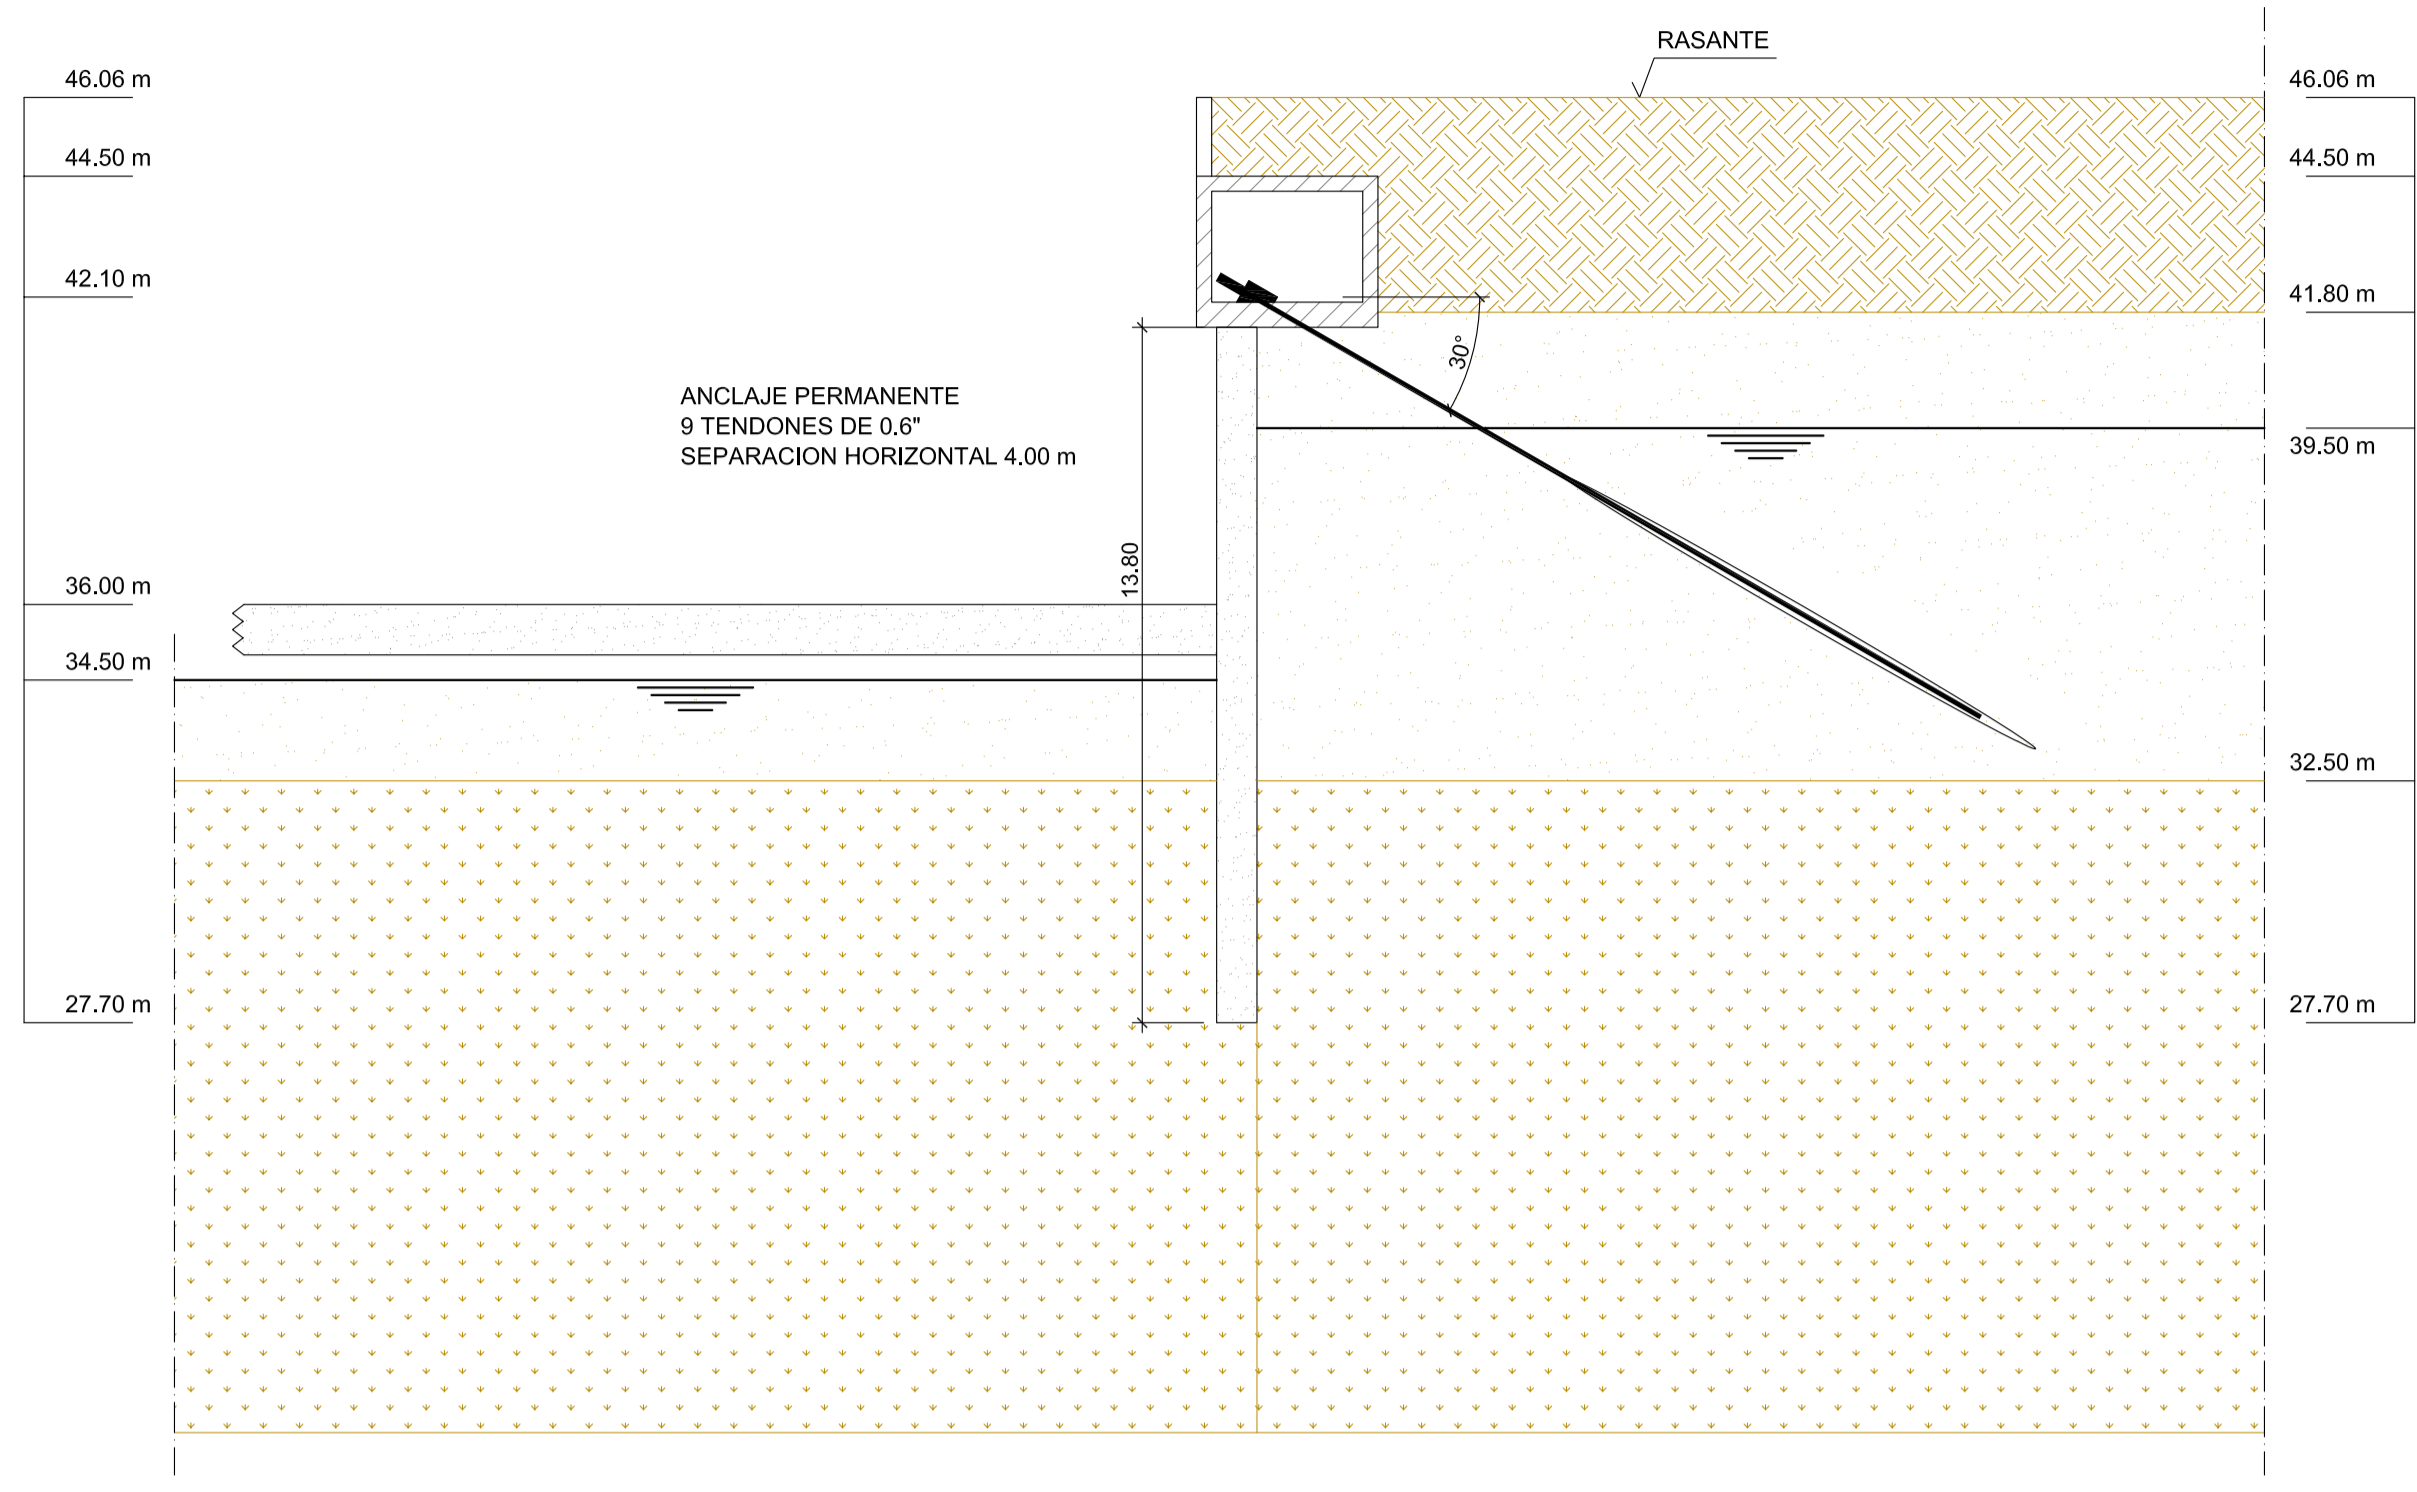 RASANTE
46.06 m
46.06 m
44.50 m
44.50 m
42.10 m
41.80 m
30°
ANCLAJE PERMANENTE
9 TENDONES DE 0.6"
SEPARACION HORIZONTAL 4.00 m
39.50 m
13.80
36.00 m
34.50 m
32.50 m
27.70 m
27.70 m